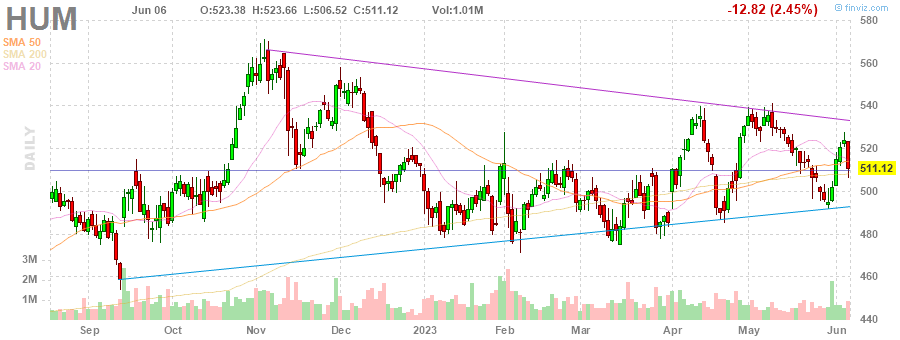 HUM Jun 06 O:523.38 H:523.66 L:506.52 C:511.12 Vol:1.01M -12.82 (2.45%) © finviz.com
SMA 50
SMA 200
SMA 20
DAILY
580
560
540
520
511.12
500
480
460
440
420
3M
2M
1M
Sep Oct Nov Dec 2023 Feb Mar Apr May Jun